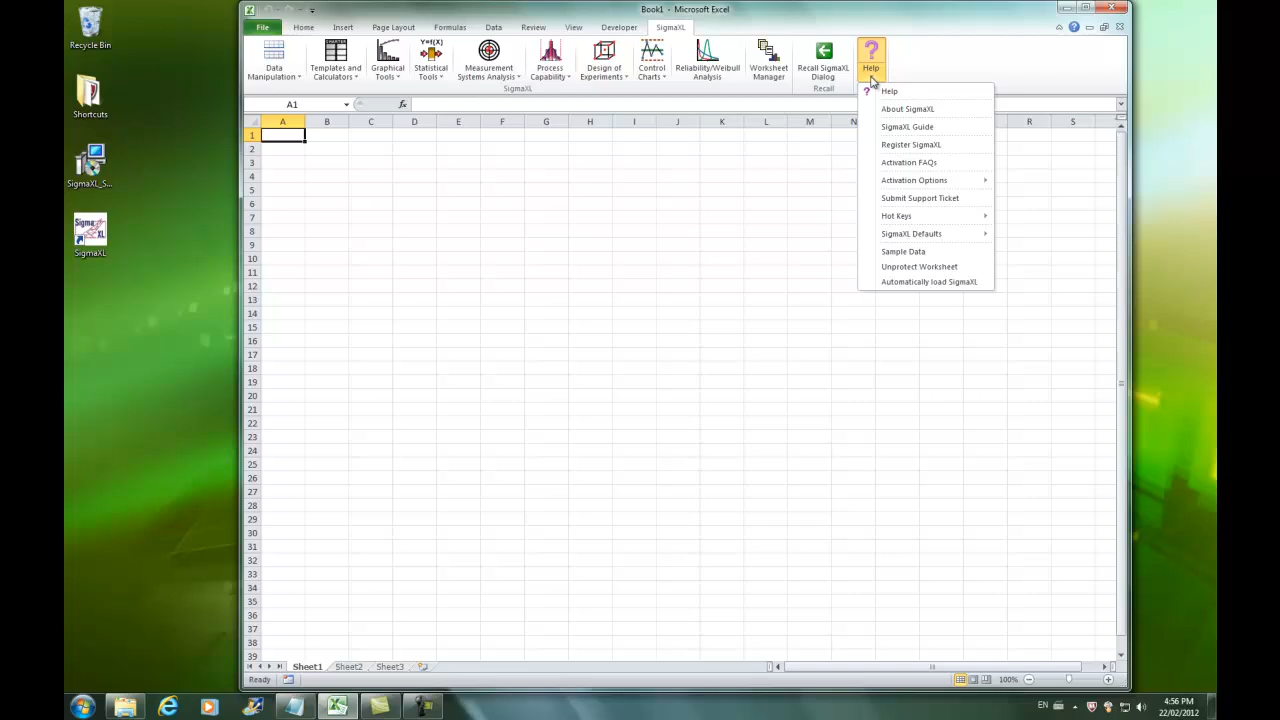 Recycle Bin
Shortcuts
SigmaXL_S...
SigmaXL
Book1 - Microsoft Excel
File Home Insert Page Layout Formulas Data Review View Developer SigmaXL
Data Manipulation
Templates and Calculators
Y=f(X)
Graphical Tools
Statistical Tools
Measurement Systems Analysis
Process Capability
Design of Experiments
Control Charts
Reliability/Weibull Analysis
Worksheet Manager
Recall SigmaXL Dialog
Help
SigmaXL Recall
A1 fx
Help
About SigmaXL
SigmaXL Guide
Register SigmaXL
Activation FAQs
Activation Options
Submit Support Ticket
Hot Keys
SigmaXL Defaults
Sample Data
Unprotect Worksheet
Automatically load SigmaXL
A B C D E F G H I J K L M N R S
1
2
3
4
5
6
7
8
9
10
11
12
13
14
15
16
17
18
19
20
21
22
23
24
25
26
27
28
29
30
31
32
33
34
35
36
37
38
39
Sheet1 Sheet2 Sheet3
Ready 100%
EN 4:56 PM
22/02/2012